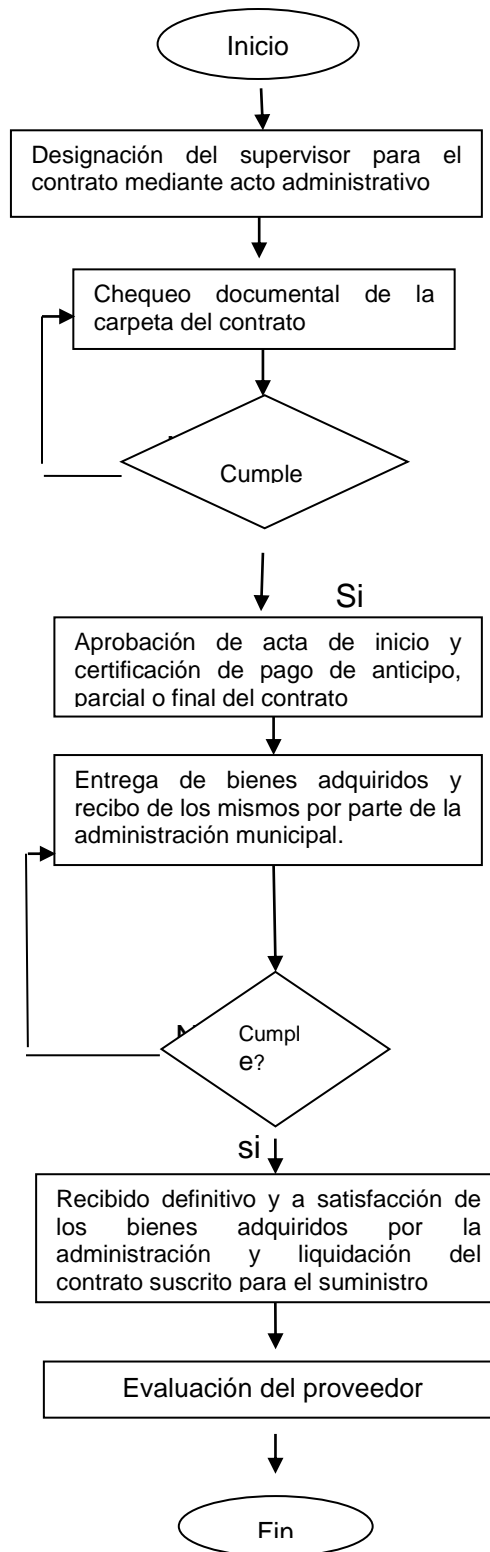 Inicio
Designación del supervisor para el
contrato mediante acto administrativo
Chequeo documental de la
carpeta del contrato
Cumple
Si
Aprobación de acta de inicio y
certificación de pago de anticipo,
parcial o final del contrato
Entrega de bienes adquiridos y
recibo de los mismos por parte de la
administración municipal.
Cumpl
e?
si
Recibido definitivo y a satisfacción de
los bienes adquiridos por la
administración y liquidación del
contrato suscrito para el suministro
Evaluación del proveedor
Fin